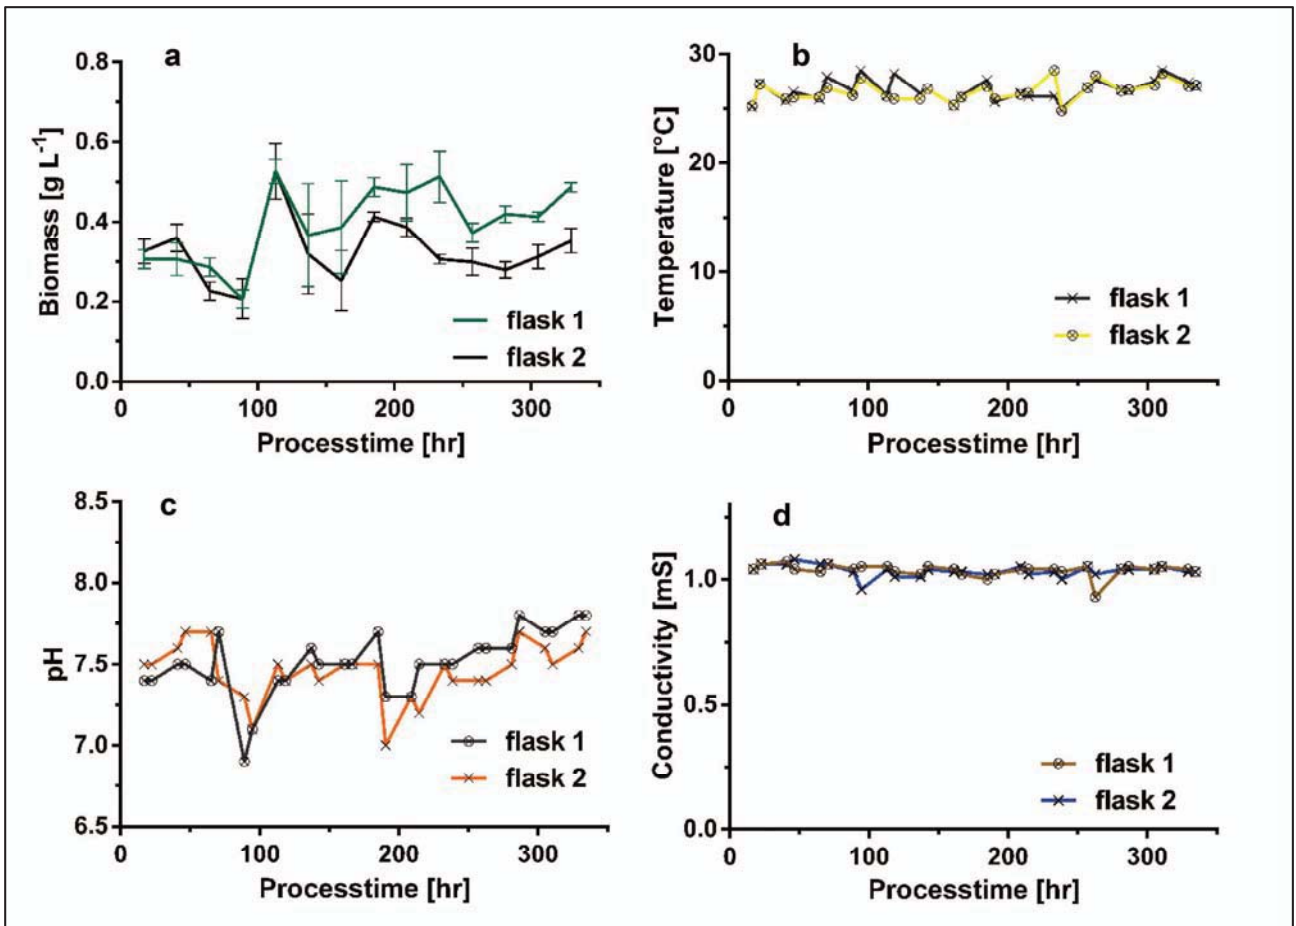 a
0.8
0.6
0.4
0.2
0.0
Biomass [g L-1]
flask 1
flask 2
0 100 200 300
Processtime [hr]
b
30
20
10
0
Temperature [°C]
flask 1
flask 2
0 100 200 300
Processtime [hr]
c
8.5
8.0
7.5
7.0
6.5
pH
flask 1
flask 2
0 100 200 300
Processtime [hr]
d
1.0
0.5
0.0
Conductivity [mS]
flask 1
flask 2
0 100 200 300
Processtime [hr]